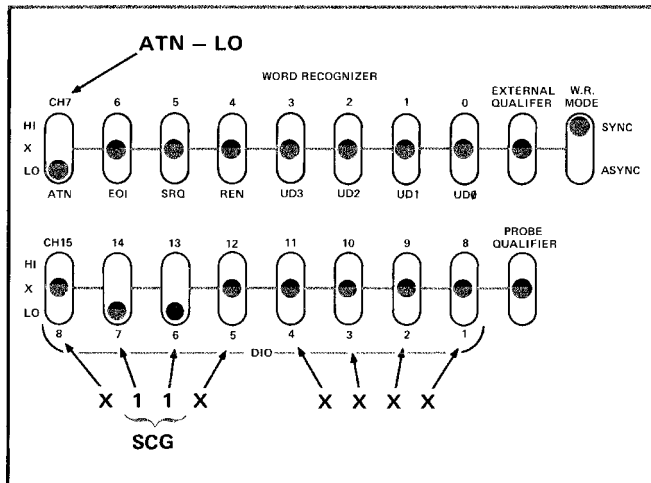 ATN – LO
WORD RECOGNIZER
EXTERNAL QUALIFER
W.R. MODE
CH7 6 5 4 3 2 1 0
HI
X
LO
SYNC
ASYNC
ATN EOI SRQ REN UD3 UD2 UD1 UDØ
PROBE QUALIFIER
CH15 14 13 12 11 10 9 8
HI
X
LO
8 7 6 5 4 3 2 1
DIO
X 1 1 X X X X X
SCG